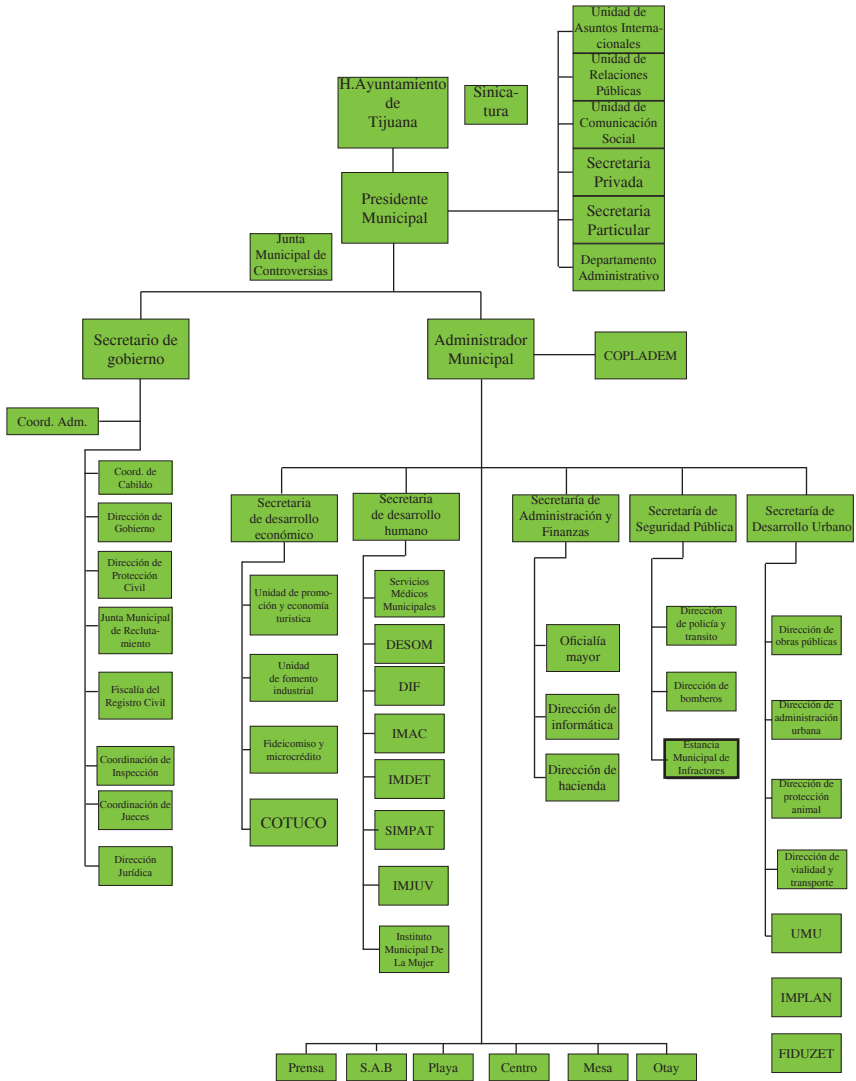 Unidad de
Asuntos Interna-
cionales
Unidad de
Relaciones
Públicas
Unidad de
Comunicación
Social
Secretaria
Privada
Secretaria
Particular
Departamento
Administrativo
H.Ayuntamiento
de
Tijuana
Sinica-
tura
Presidente
Municipal
Junta
Municipal de
Controversias
Secretario de
gobierno
Administrador
Municipal
COPLADEM
Coord. Adm.
Coord. de
Cabildo
Dirección de
Gobierno
Dirección de
Protección
Civil
Junta Municipal
de Recluta-
miento
Fiscalía del
Registro Civil
Coordinación de
Inspección
Coordinación de
Jueces
Dirección
Jurídica
Secretaria
de desarrollo
económico
Unidad de promo-
ción y economía
turistica
Unidad
de fomento
industrial
Fideicomiso y
microcrédito
COTUCO
Secretaria
de desarrollo
humano
Servicios
Médicos
Municipales
DESOM
DIF
IMAC
IMDET
SIMPAT
IMJUV
Instituto
Municipal De
La Mujer
Secretaría de
Administración y
Finanzas
Oficialía
mayor
Dirección de
informática
Dirección de
hacienda
Secretaría de
Seguridad Pública
Dirección
de policía y
transito
Dirección de
bomberos
Estancia
Municipal de
Infractores
Secretaría de
Desarrollo Urbano
Dirección de
obras públicas
Dirección de
administración
urbana
Dirección de
protección
animal
Dirección de
vialidad y
transporte
UMU
IMPLAN
FIDUZET
Prensa
S.A.B
Playa
Centro
Mesa
Otay